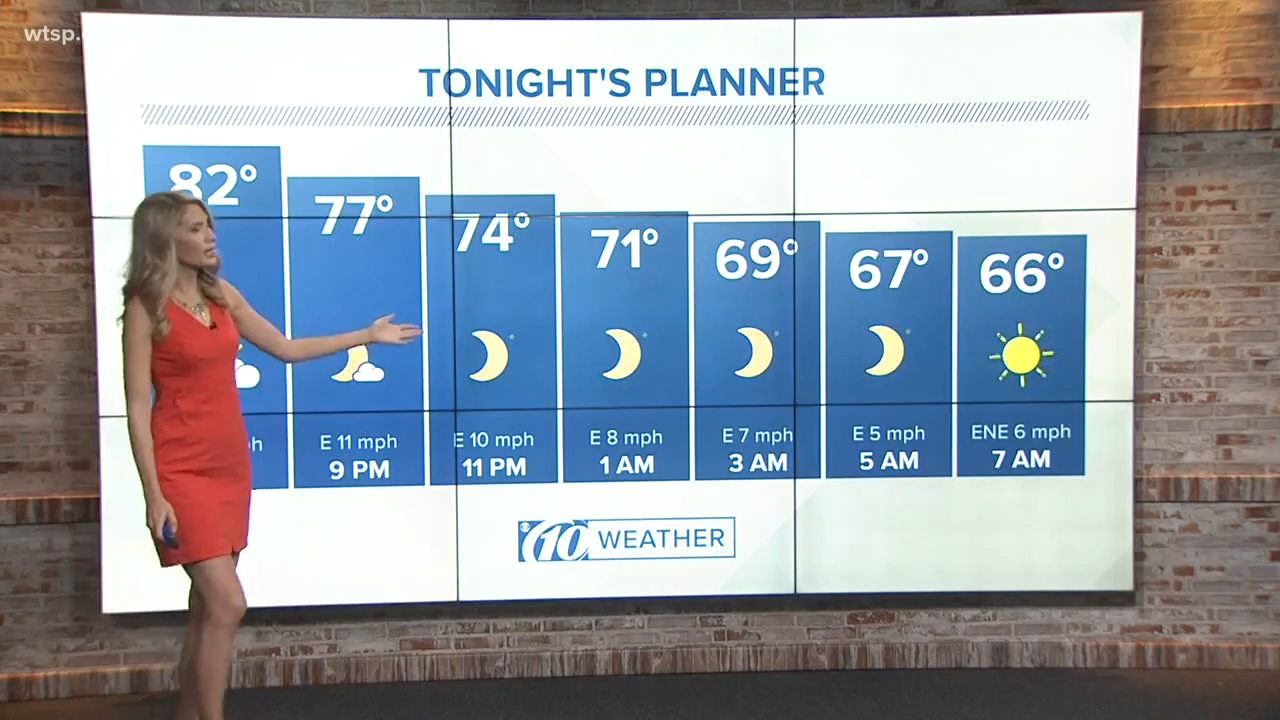 wtsp.
TONIGHT'S PLANNER
82° 77° 74° 71° 69° 67° 66°
E 11 mph E 10 mph E 8 mph E 7 mph E 5 mph ENE 6 mph
9 PM 11 PM 1 AM 3 AM 5 AM 7 AM
10 WEATHER